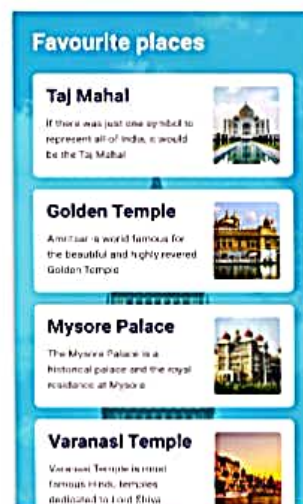 Favourite places
Taj Mahal
If there was just one symbol to
represent all of India, it would
be the Taj Mahal
Golden Temple
Amritsar is world famous for
the beautiful and highly revered
Golden Temple
Mysore Palace
The Mysore Palace is a
historical palace and the royal
residence at Mysore
Varanasi Temple
Varanasi Temple is most
famous Hindu temples
dedicated to Lord Shiva